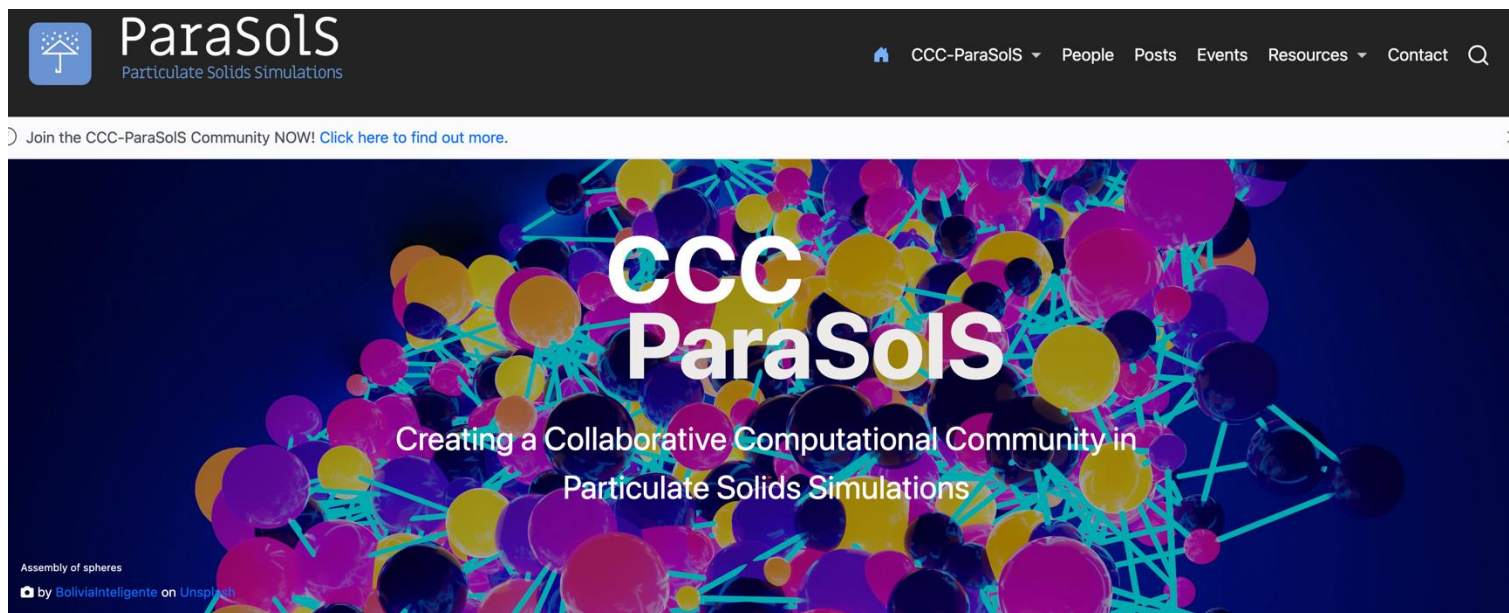 ParaSolS
Particulate Solids Simulations
CCC-ParaSolS People Posts Events Resources Contact
Join the CCC-ParaSolS Community NOW! Click here to find out more.
CCC
ParaSolS
Creating a Collaborative Computational Community in
Particulate Solids Simulations
Assembly of spheres
by BoliviaInteligente on Unsplash